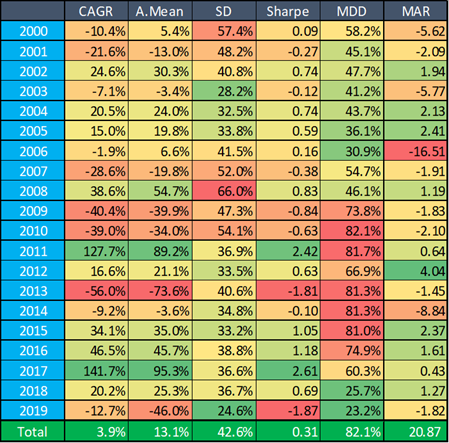 CAGR A.Mean SD Sharpe MDD MAR
2000 -10.4% 5.4% 57.4% 0.09 58.2% -5.62
2001 -21.6% -13.0% 48.2% -0.27 45.1% -2.09
2002 24.6% 30.3% 40.8% 0.74 47.7% 1.94
2003 -7.1% -3.4% 28.2% -0.12 41.2% -5.77
2004 20.5% 24.0% 32.5% 0.74 43.7% 2.13
2005 15.0% 19.8% 33.8% 0.59 36.1% 2.41
2006 -1.9% 6.6% 41.5% 0.16 30.9% -16.51
2007 -28.6% -19.8% 52.0% -0.38 54.7% -1.91
2008 38.6% 54.7% 66.0% 0.83 46.1% 1.19
2009 -40.4% -39.9% 47.3% -0.84 73.8% -1.83
2010 -39.0% -34.0% 54.1% -0.63 82.1% -2.10
2011 127.7% 89.2% 36.9% 2.42 81.7% 0.64
2012 16.6% 21.1% 33.5% 0.63 66.9% 4.04
2013 -56.0% -73.6% 40.6% -1.81 81.3% -1.45
2014 -9.2% -3.6% 34.8% -0.10 81.3% -8.84
2015 34.1% 35.0% 33.2% 1.05 81.0% 2.37
2016 46.5% 45.7% 38.8% 1.18 74.9% 1.61
2017 141.7% 95.3% 36.6% 2.61 60.3% 0.43
2018 20.2% 25.3% 36.7% 0.69 25.7% 1.27
2019 -12.7% -46.0% 24.6% -1.87 23.2% -1.82
Total 3.9% 13.1% 42.6% 0.31 82.1% 20.87